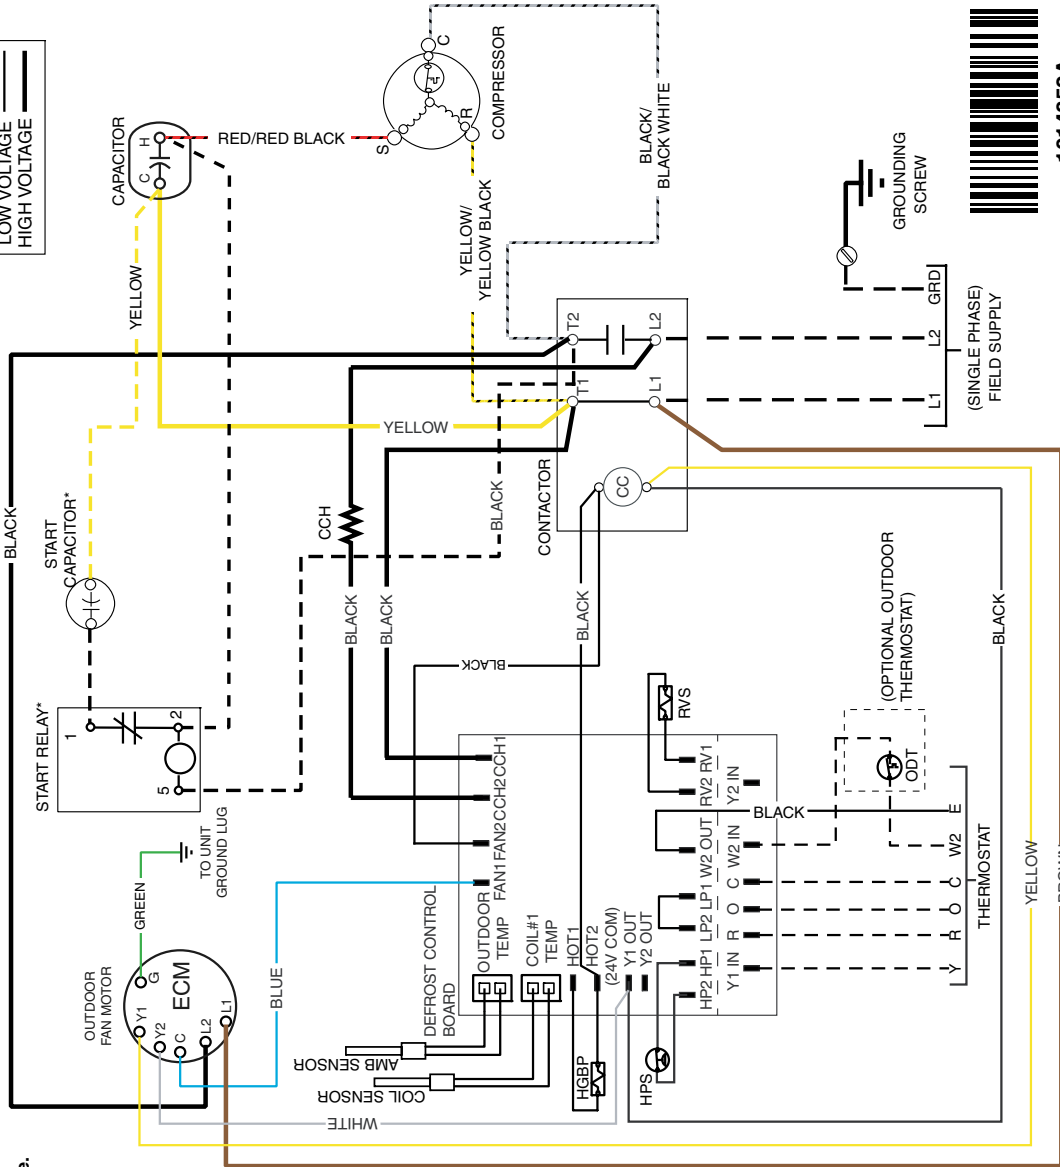 LOW VOLTAGE
HIGH VOLTAGE
CAPACITOR
H
C
RED/RED BLACK
S
C
R
COMPRESSOR
BLACK/
BLACK WHITE
YELLOW/
YELLOW BLACK
GROUNDING
SCREW
YELLOW
BLACK
START
CAPACITOR*
YELLOW
CCH
BLACK
T2
L2
T1
L1
CC
CONTACTOR
L1
L2
GRD
(SINGLE PHASE)
FIELD SUPPLY
START RELAY*
1
2
5
BLACK
BLACK
BLACK
BLACK
BLACK
(OPTIONAL OUTDOOR
THERMOSTAT)
ODT
RVS
TO UNIT
GROUND LUG
GREEN
OUTDOOR
FAN MOTOR
ECM
Y1
G
Y2
C
L2
L1
BLUE
DEFROST CONTROL
BOARD
FAN1
FAN2
CCH2
CCH1
OUTDOOR
TEMP
COIL#1
TEMP
HOT1
HOT2
(24V COM)
Y1 OUT
Y2 OUT
HP2
HP1
LP2
LP1
W2 OUT
RV2
RV1
Y1 IN
R
O
C
W2 IN
Y2 IN
BLACK
AMB SENSOR
COIL SENSOR
HGBP
HPS
WHITE
Y
R
O
C
W2
E
THERMOSTAT
YELLOW